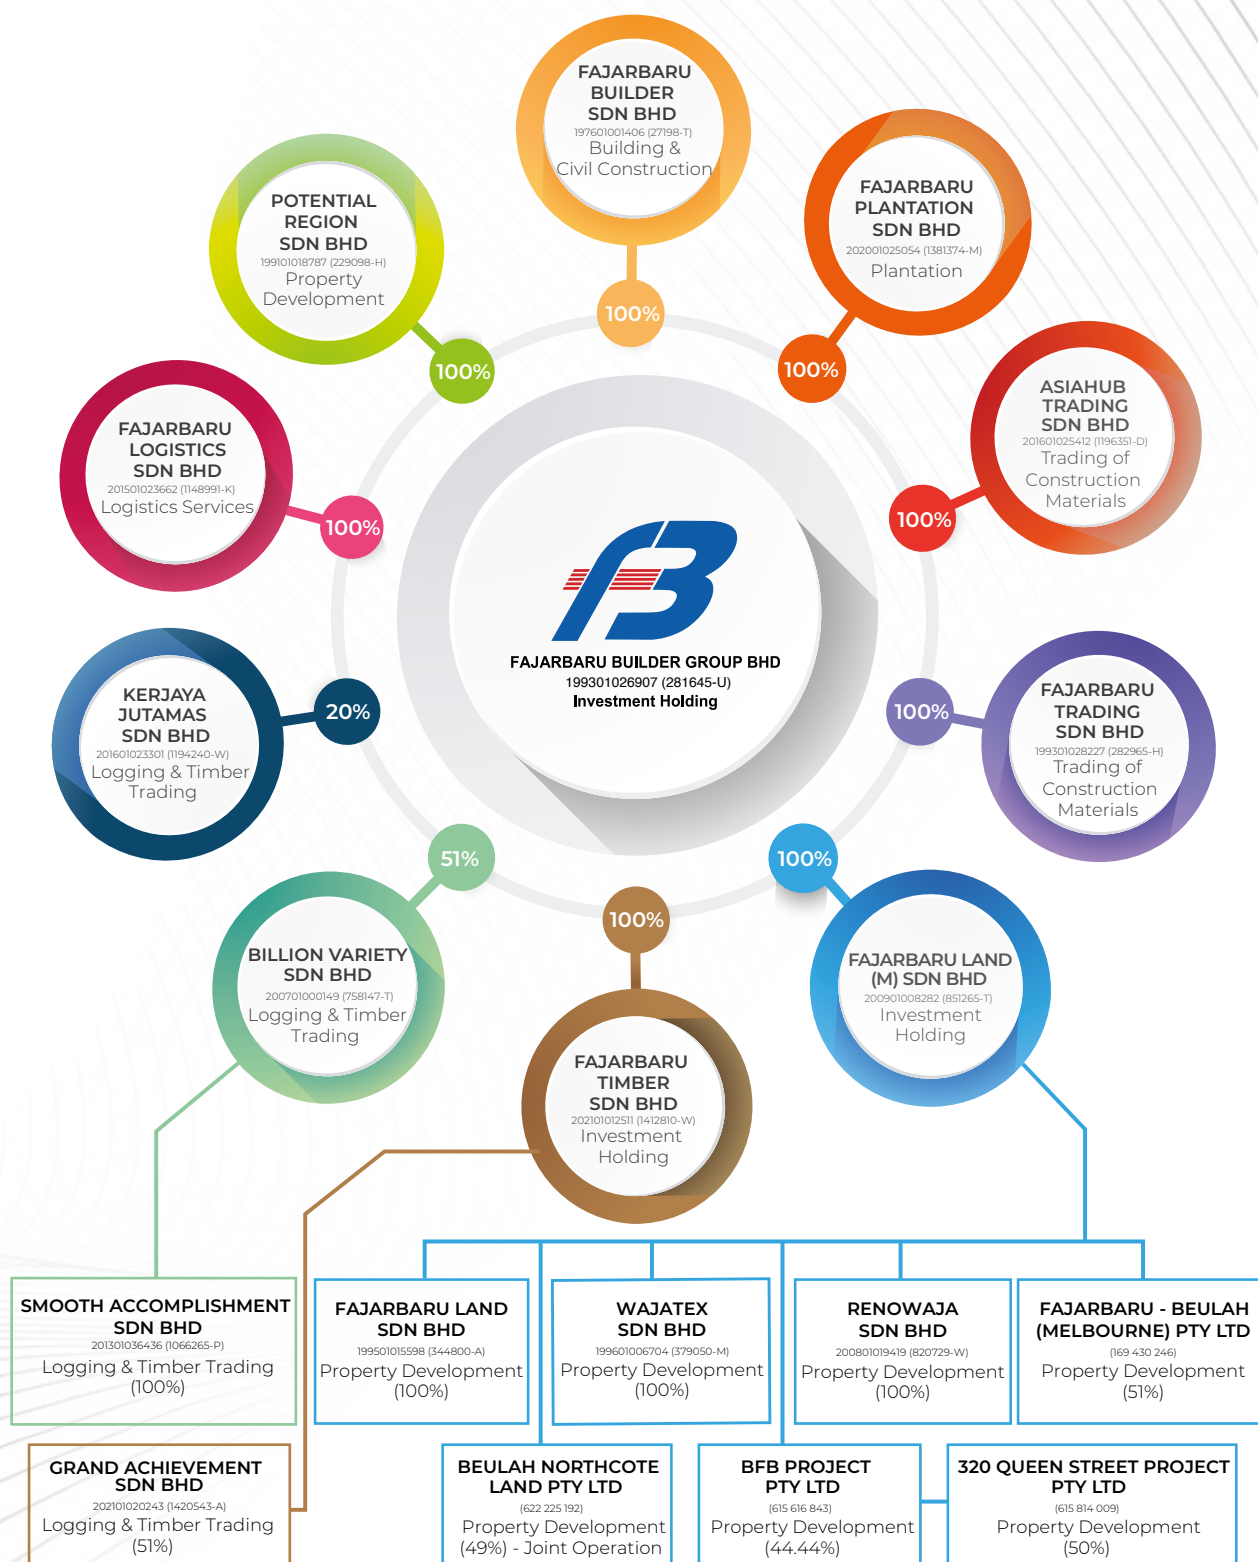 FAJARBARU
BUILDER
SDN BHD
197601001406 (27198-T)
Building &
Civil Construction
100%
FAJARBARU
PLANTATION
SDN BHD
202001025054 (1381374-M)
Plantation
100%
ASIAHUB
TRADING
SDN BHD
201601025412 (1196351-D)
Trading of
Construction
Materials
100%
FAJARBARU
TRADING
SDN BHD
199301028227 (282965-H)
Trading of
Construction
Materials
100%
FAJARBARU LAND
(M) SDN BHD
200901008282 (851265-T)
Investment
Holding
100%
FAJARBARU
TIMBER
SDN BHD
202101012511 (1412810-W)
Investment
Holding
100%
BILLION VARIETY
SDN BHD
200701000149 (758147-T)
Logging & Timber
Trading
51%
KERJAYA
JUTAMAS
SDN BHD
201601023301 (1194240-W)
Logging & Timber
Trading
20%
FAJARBARU
LOGISTICS
SDN BHD
201501023662 (1148991-K)
Logistics Services
100%
POTENTIAL
REGION
SDN BHD
199101018787 (229098-H)
Property
Development
100%
FB
FAJARBARU BUILDER GROUP BHD
199301026907 (281645-U)
Investment Holding
SMOOTH ACCOMPLISHMENT
SDN BHD
201301036436 (1066265-P)
Logging & Timber Trading
(100%)
FAJARBARU LAND
SDN BHD
199501015598 (344800-A)
Property Development
(100%)
WAJATEX
SDN BHD
199601006704 (379050-M)
Property Development
(100%)
RENOWAJA
SDN BHD
200801019419 (820729-W)
Property Development
(100%)
FAJARBARU - BEULAH
(MELBOURNE) PTY LTD
(169 430 246)
Property Development
(51%)
GRAND ACHIEVEMENT
SDN BHD
202101020243 (1420543-A)
Logging & Timber Trading
(51%)
BEULAH NORTHCOTE
LAND PTY LTD
(622 225 192)
Property Development
(49%) - Joint Operation
BFB PROJECT
PTY LTD
(615 616 843)
Property Development
(44.44%)
320 QUEEN STREET PROJECT
PTY LTD
(615 814 009)
Property Development
(50%)